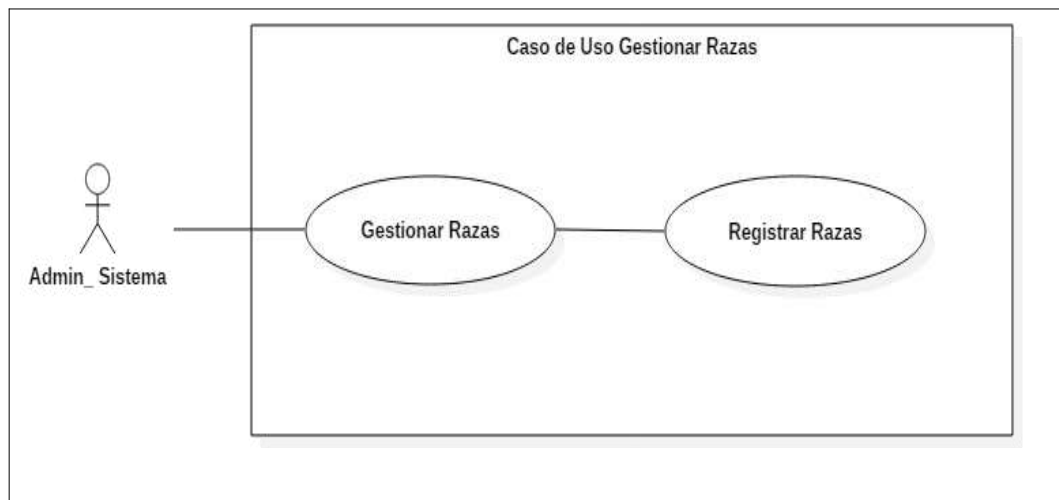 Caso de Uso Gestionar Razas
Gestionar Razas
Registrar Razas
Admin_ Sistema